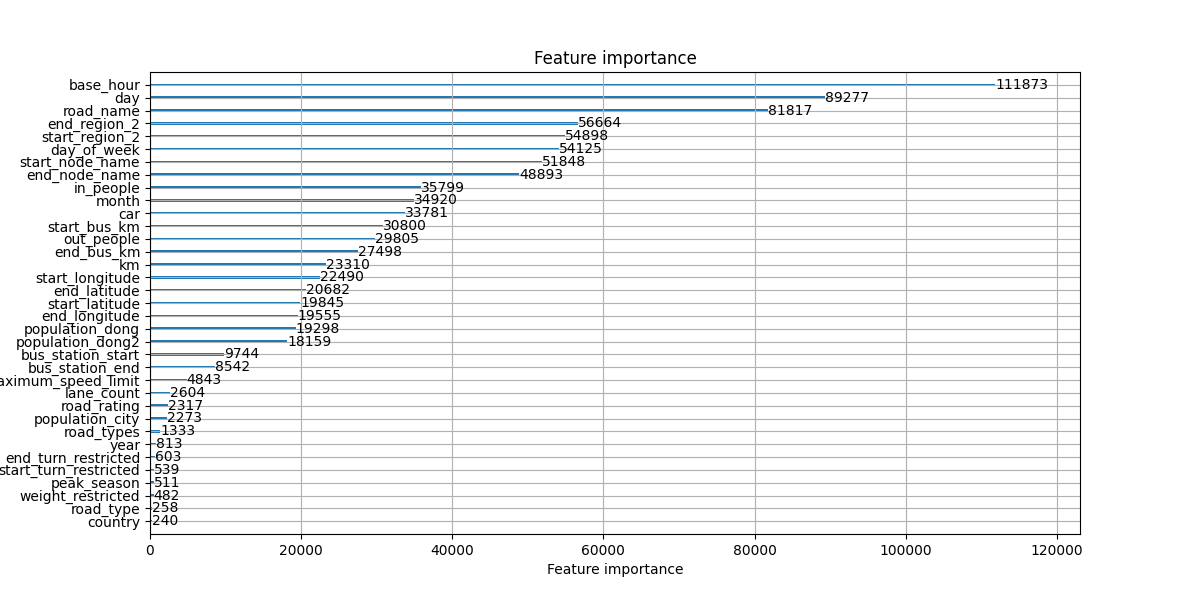 Feature importance
base_hour 111873
day 89277
road_name 81817
end_region_2 56664
start_region_2 54898
day_of_week 54125
start_node_name 51848
end_node_name 48893
in_people 35799
month 34920
car 33781
start_bus_km 30800
out_people 29805
end_bus_km 27498
km 23310
start_longitude 22490
end_latitude 20682
start_latitude 19845
end_longitude 19555
population_dong 19298
population_dong2 18159
bus_station_start 9744
bus_station_end 8542
aximum_speed_limit 4843
lane_count 2604
road_rating 2317
population_city 2273
road_types 1333
year 813
end_turn_restricted 603
start_turn_restricted 539
peak_season 511
weight_restricted 482
road_type 258
country 240
0 20000 40000 60000 80000 100000 120000
Feature importance